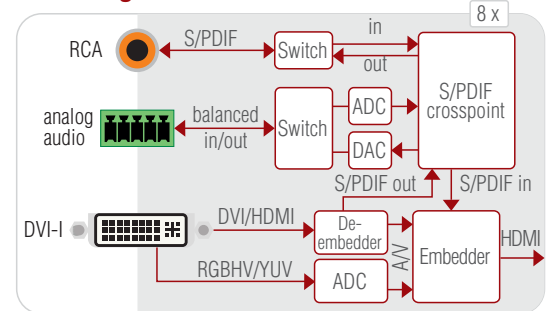 8 x
RCA
S/PDIF
Switch
in
out
S/PDIF
crosspoint
analog
audio
balanced
in/out
Switch
ADC
DAC
S/PDIF out
S/PDIF in
DVI-I
DVI/HDMI
De-
embedder
A/V
Embedder
HDMI
RGBHV/YUV
ADC